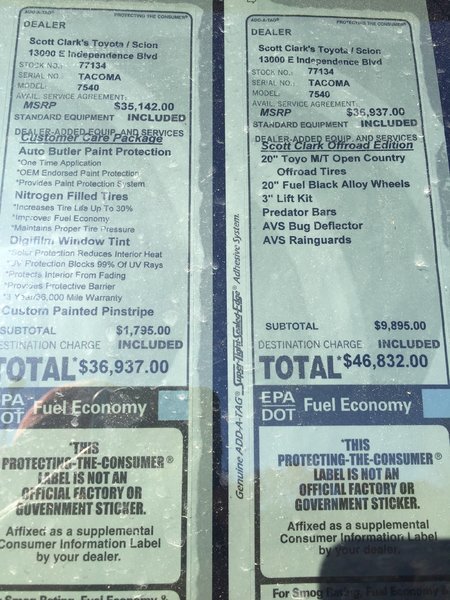 ADD-A-TAG® PROTECTING THE CONSUMER®
DEALER
Scott Clark's Toyota / Scion
13000 E Independence Blvd
STOCK NO.: 77134
SERIAL NO.: TACOMA
MODEL: 7540
AVAIL. SERVICE AGREEMENT:
MSRP $35,142.00
STANDARD EQUIPMENT INCLUDED
DEALER-ADDED EQUIP. AND SERVICES
Customer Care Package
Auto Butler Paint Protection
*One Time Application
*OEM Endorsed Paint Protection
*Provides Paint Protection System
Nitrogen Filled Tires
*Increases Tire Life Up To 30%
*Improves Fuel Economy
*Maintains Proper Tire Pressure
Digifilm Window Tint
*Solar Protection Reduces Interior Heat
*UV Protection Blocks 99% Of UV Rays
*Protects Interior From Fading
*Provides Protective Barrier
*3 Year/36,000 Mile Warranty
Custom Painted Pinstripe
SUBTOTAL $1,795.00
DESTINATION CHARGE INCLUDED
TOTAL *$36,937.00
EPA
DOT Fuel Economy
*THIS
PROTECTING-THE-CONSUMER®
LABEL IS NOT AN
OFFICIAL FACTORY OR
GOVERNMENT STICKER.
Affixed as a supplemental
Consumer Information Label
by your dealer.
For Smog Rating, Fuel Economy &
Genuine ADD-A-TAG® Super-Tight-Sealed-Edge® Adhesive System.
ADD-A-TAG® PROTECTING THE CONSUMER®
DEALER
Scott Clark's Toyota / Scion
13000 E Independence Blvd
STOCK NO.: 77134
SERIAL NO.: TACOMA
MODEL: 7540
AVAIL. SERVICE AGREEMENT:
MSRP $36,937.00
STANDARD EQUIPMENT INCLUDED
DEALER-ADDED EQUIP. AND SERVICES
Scott Clark Offroad Edition
20" Toyo M/T Open Country
Offroad Tires
20" Fuel Black Alloy Wheels
3" Lift Kit
Predator Bars
AVS Bug Deflector
AVS Rainguards
SUBTOTAL $9,895.00
DESTINATION CHARGE INCLUDED
TOTAL *$46,832.00
EPA
DOT Fuel Economy
*THIS
PROTECTING-THE-CONSUMER®
LABEL IS NOT AN
OFFICIAL FACTORY OR
GOVERNMENT STICKER.
Affixed as a supplemental
Consumer Information Label
by your dealer.
For Smog Rating, Fuel Economy &